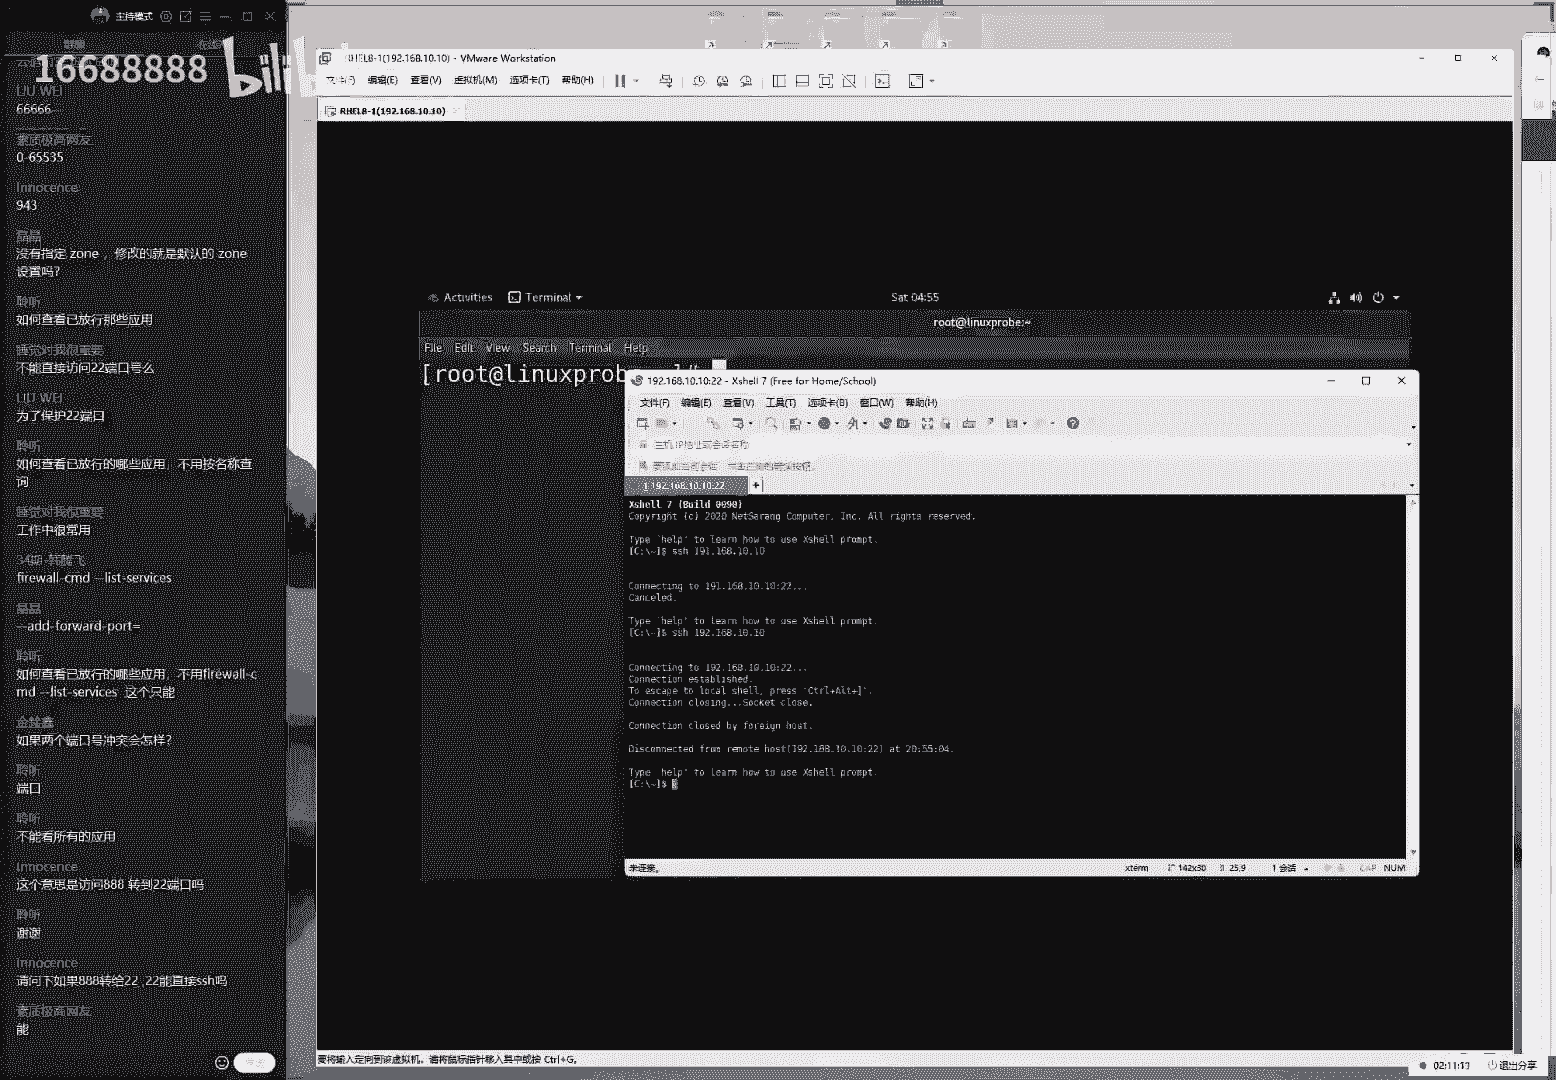 主持模式
16688888
bili
LIU WEI
66666
素质极高网友
0-65535
Innocence
943
晶晶
没有指定 zone ，修改的就是默认的 zone
设置吗？
聆听
如何查看已放行那些应用
睡觉对我很重要
不能直接访问22端口号么
LIU WEI
为了保护22端口
聆听
如何查看已放行的哪些应用，不用按名称查
询
睡觉对我很重要
工作中很常用
firewall-cmd --list-services
晶晶
--add-forward-port=
聆听
如何查看已放行的哪些应用，不用firewall-c
md --list-services 这个只能
如果两个端口号冲突会怎样？
聆听
端口
聆听
不能看所有的应用
Innocence
这个意思是访问888 转到22端口吗
聆听
谢谢
Innocence
请问下如果888转给22 ,22能直接ssh吗
素质极高网友
能
RHEL8-1(192.168.10.10) - VMware Workstation
文件(F) 编辑(E) 查看(V) 虚拟机(M) 选项卡(T) 帮助(H)
RHEL8-1(192.168.10.10)
Activities Terminal
Sat 04:55
root@linuxprobe:~
File Edit View Search Terminal Help
[root@linuxprobe
192.168.10.10:22 - Xshell 7 (Free for Home/School)
文件(F) 编辑(E) 查看(V) 工具(T) 选项卡(B) 窗口(W) 帮助(H)
主机,IP地址或会话名称
1 192.168.10.10:22
Xshell 7 (Build 0090)
Copyright (c) 2020 NetSarang Computer, Inc. All rights reserved.
Type `help' to learn how to use Xshell prompt.
[C:\~]$ ssh 191.168.10.10
Connecting to 191.168.10.10:22...
Canceled.
Type `help' to learn how to use Xshell prompt.
[C:\~]$ ssh 192.168.10.10
Connecting to 192.168.10.10:22...
Connection established.
To escape to local shell, press 'Ctrl+Alt+]'.
Connection closing...Socket close.
Connection closed by foreign host.
Disconnected from remote host(192.168.10.10:22) at 20:55:04.
Type `help' to learn how to use Xshell prompt.
[C:\~]$
未连接。
xterm 142x30 25,9 1 会话 CAP NUM
要将输入定向到该虚拟机，请将鼠标指针移入其中或按 Ctrl+G。
02:11:13 退出分享